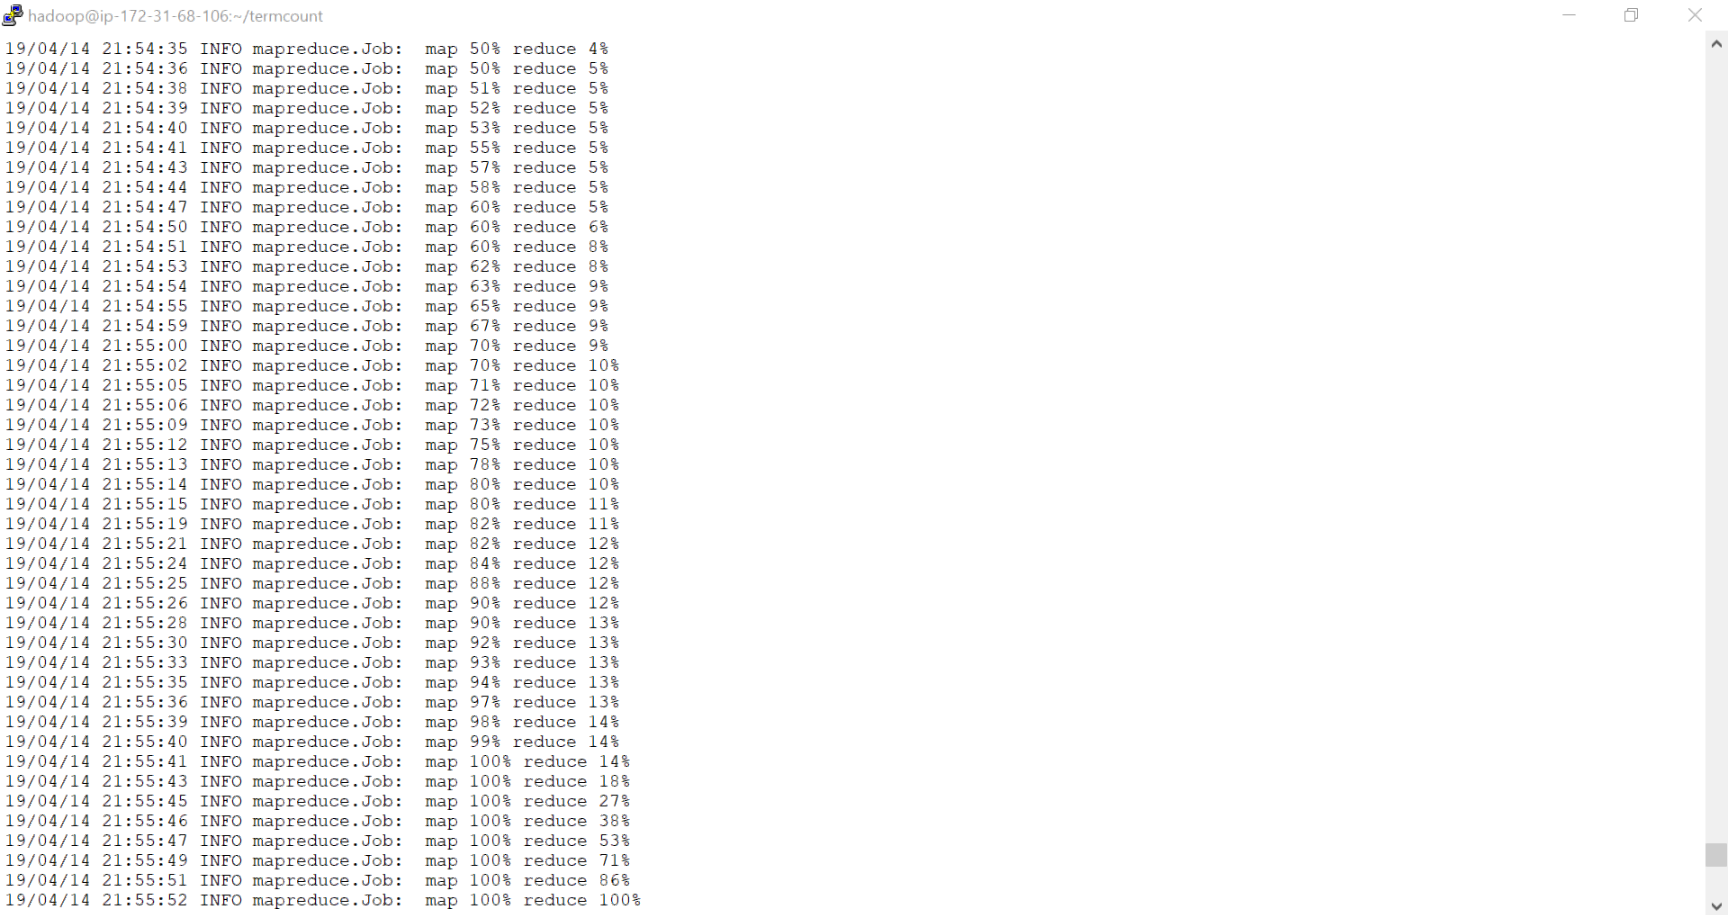 hadoop@ip-172-31-68-106:~/termcount
19/04/14 21:54:35 INFO mapreduce.Job:  map 50% reduce 4%
19/04/14 21:54:36 INFO mapreduce.Job:  map 50% reduce 5%
19/04/14 21:54:38 INFO mapreduce.Job:  map 51% reduce 5%
19/04/14 21:54:39 INFO mapreduce.Job:  map 52% reduce 5%
19/04/14 21:54:40 INFO mapreduce.Job:  map 53% reduce 5%
19/04/14 21:54:41 INFO mapreduce.Job:  map 55% reduce 5%
19/04/14 21:54:43 INFO mapreduce.Job:  map 57% reduce 5%
19/04/14 21:54:44 INFO mapreduce.Job:  map 58% reduce 5%
19/04/14 21:54:47 INFO mapreduce.Job:  map 60% reduce 5%
19/04/14 21:54:50 INFO mapreduce.Job:  map 60% reduce 6%
19/04/14 21:54:51 INFO mapreduce.Job:  map 60% reduce 8%
19/04/14 21:54:53 INFO mapreduce.Job:  map 62% reduce 8%
19/04/14 21:54:54 INFO mapreduce.Job:  map 63% reduce 9%
19/04/14 21:54:55 INFO mapreduce.Job:  map 65% reduce 9%
19/04/14 21:54:59 INFO mapreduce.Job:  map 67% reduce 9%
19/04/14 21:55:00 INFO mapreduce.Job:  map 70% reduce 9%
19/04/14 21:55:02 INFO mapreduce.Job:  map 70% reduce 10%
19/04/14 21:55:05 INFO mapreduce.Job:  map 71% reduce 10%
19/04/14 21:55:06 INFO mapreduce.Job:  map 72% reduce 10%
19/04/14 21:55:09 INFO mapreduce.Job:  map 73% reduce 10%
19/04/14 21:55:12 INFO mapreduce.Job:  map 75% reduce 10%
19/04/14 21:55:13 INFO mapreduce.Job:  map 78% reduce 10%
19/04/14 21:55:14 INFO mapreduce.Job:  map 80% reduce 10%
19/04/14 21:55:15 INFO mapreduce.Job:  map 80% reduce 11%
19/04/14 21:55:19 INFO mapreduce.Job:  map 82% reduce 11%
19/04/14 21:55:21 INFO mapreduce.Job:  map 82% reduce 12%
19/04/14 21:55:24 INFO mapreduce.Job:  map 84% reduce 12%
19/04/14 21:55:25 INFO mapreduce.Job:  map 88% reduce 12%
19/04/14 21:55:26 INFO mapreduce.Job:  map 90% reduce 12%
19/04/14 21:55:28 INFO mapreduce.Job:  map 90% reduce 13%
19/04/14 21:55:30 INFO mapreduce.Job:  map 92% reduce 13%
19/04/14 21:55:33 INFO mapreduce.Job:  map 93% reduce 13%
19/04/14 21:55:35 INFO mapreduce.Job:  map 94% reduce 13%
19/04/14 21:55:36 INFO mapreduce.Job:  map 97% reduce 13%
19/04/14 21:55:39 INFO mapreduce.Job:  map 98% reduce 14%
19/04/14 21:55:40 INFO mapreduce.Job:  map 99% reduce 14%
19/04/14 21:55:41 INFO mapreduce.Job:  map 100% reduce 14%
19/04/14 21:55:43 INFO mapreduce.Job:  map 100% reduce 18%
19/04/14 21:55:45 INFO mapreduce.Job:  map 100% reduce 27%
19/04/14 21:55:46 INFO mapreduce.Job:  map 100% reduce 38%
19/04/14 21:55:47 INFO mapreduce.Job:  map 100% reduce 53%
19/04/14 21:55:49 INFO mapreduce.Job:  map 100% reduce 71%
19/04/14 21:55:51 INFO mapreduce.Job:  map 100% reduce 86%
19/04/14 21:55:52 INFO mapreduce.Job:  map 100% reduce 100%